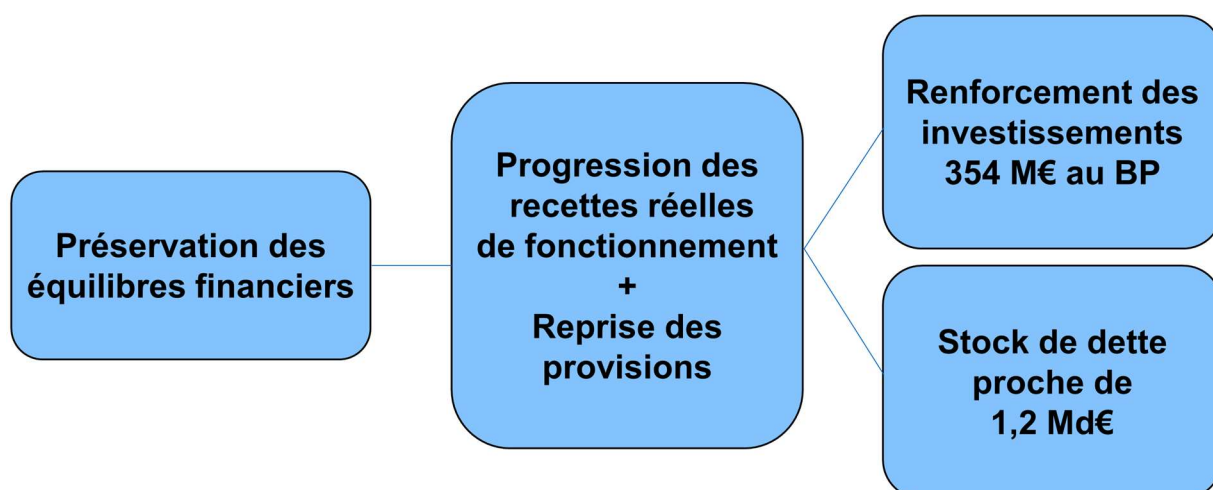 Préservation des
équilibres financiers
Progression des
recettes réelles
de fonctionnement
+
Reprise des
provisions
Renforcement des
investissements
354 M€ au BP
Stock de dette
proche de
1,2 Md€